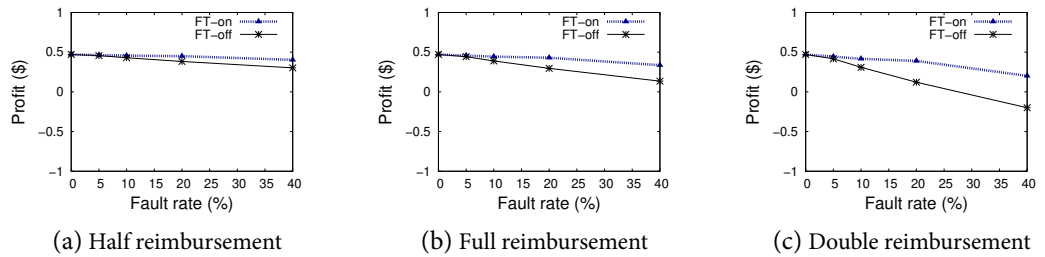 1
0.5
0
−0.5
−1
Profit ($)
FT−on
FT−off
0 5 10 15 20 25 30 35 40
Fault rate (%)
(a) Half reimbursement
1
0.5
0
−0.5
−1
Profit ($)
FT−on
FT−off
0 5 10 15 20 25 30 35 40
Fault rate (%)
(b) Full reimbursement
1
0.5
0
−0.5
−1
Profit ($)
FT−on
FT−off
0 5 10 15 20 25 30 35 40
Fault rate (%)
(c) Double reimbursement